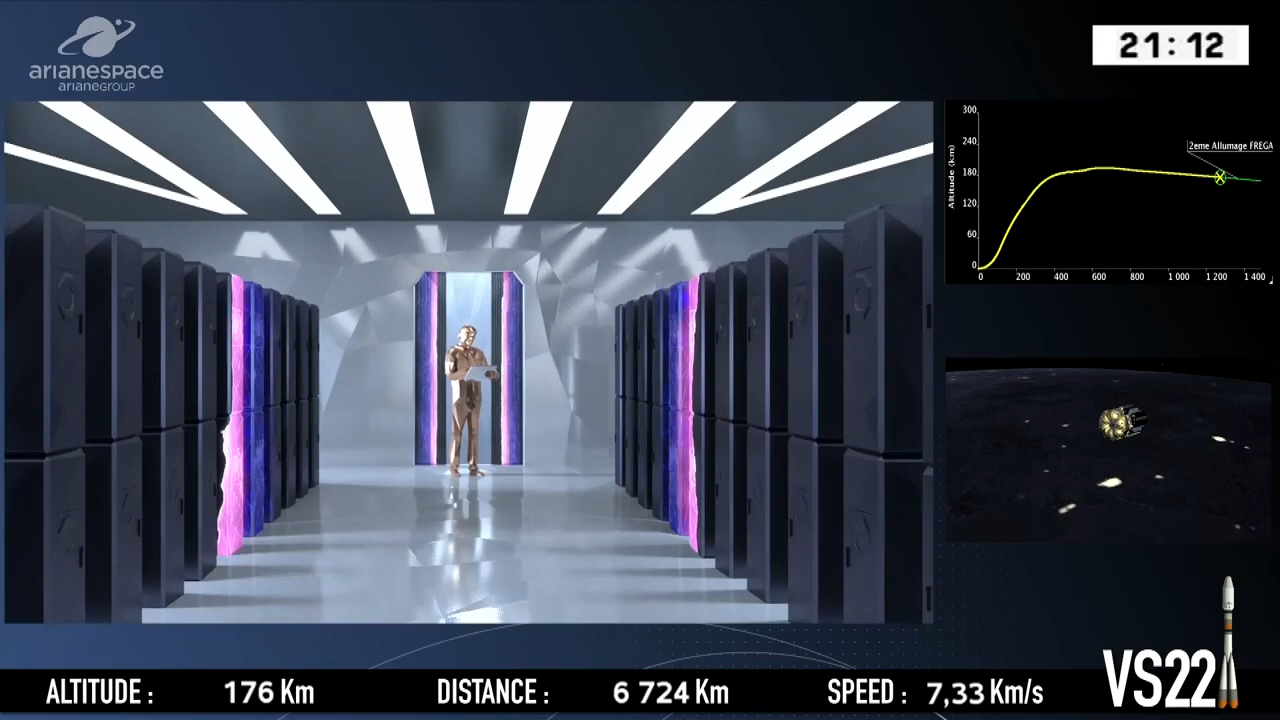 arianespace
arianeGROUP
21:12
300
240
180
120
60
0
Altitude (km)
2eme Allumage FREGA
0 200 400 600 800 1 000 1 200 1 400
ALTITUDE : 176 Km DISTANCE : 6 724 Km SPEED : 7,33 Km/s
VS22